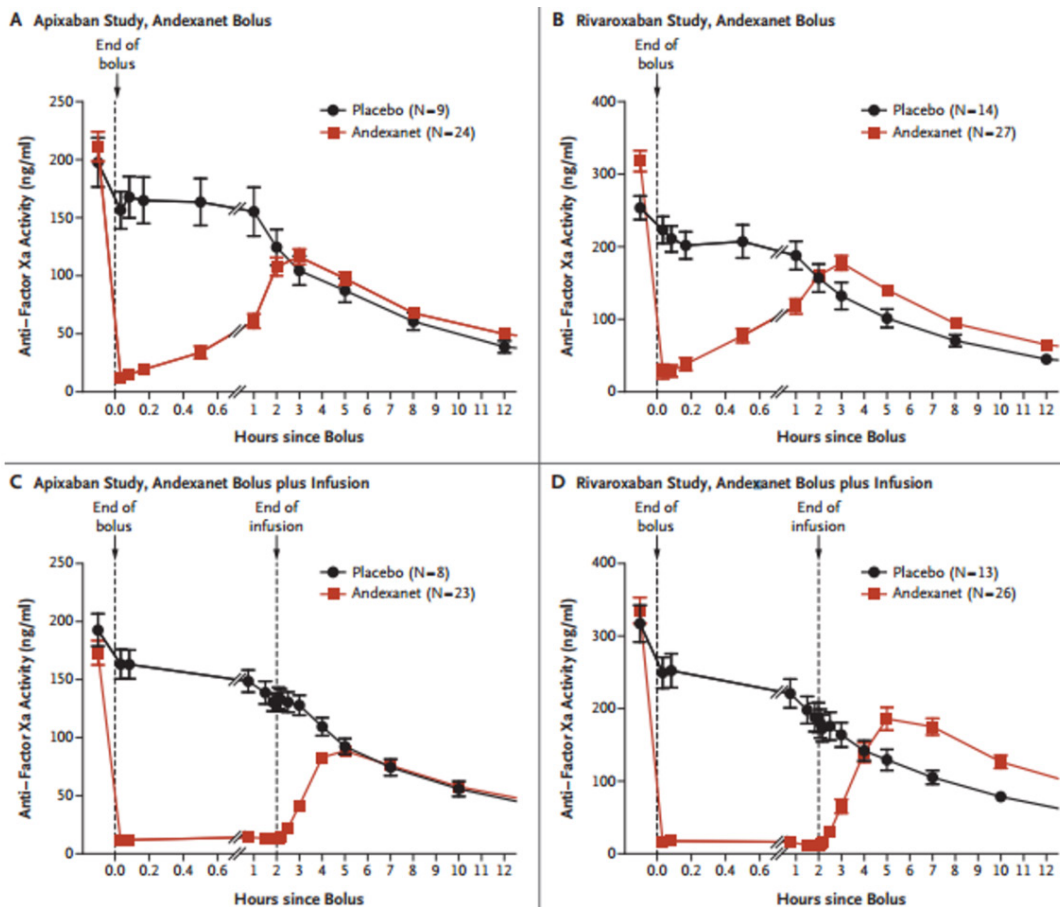 A Apixaban Study, Andexanet Bolus
End of
bolus
Placebo (N=9)
Andexanet (N=24)
Anti–Factor Xa Activity (ng/ml)
250
200
150
100
50
0
0.0 0.2 0.4 0.6 1 2 3 4 5 6 7 8 9 10 11 12
Hours since Bolus
B Rivaroxaban Study, Andexanet Bolus
End of
bolus
Placebo (N=14)
Andexanet (N=27)
Anti–Factor Xa Activity (ng/ml)
400
300
200
100
0
0.0 0.2 0.4 0.6 1 2 3 4 5 6 7 8 9 10 11 12
Hours since Bolus
C Apixaban Study, Andexanet Bolus plus Infusion
End of
bolus
End of
infusion
Placebo (N=8)
Andexanet (N=23)
Anti–Factor Xa Activity (ng/ml)
250
200
150
100
50
0
0.0 0.2 0.4 0.6 1 2 3 4 5 6 7 8 9 10 11 12
Hours since Bolus
D Rivaroxaban Study, Andexanet Bolus plus Infusion
End of
bolus
End of
infusion
Placebo (N=13)
Andexanet (N=26)
Anti–Factor Xa Activity (ng/ml)
400
300
200
100
0
0.0 0.2 0.4 0.6 1 2 3 4 5 6 7 8 9 10 11 12
Hours since Bolus